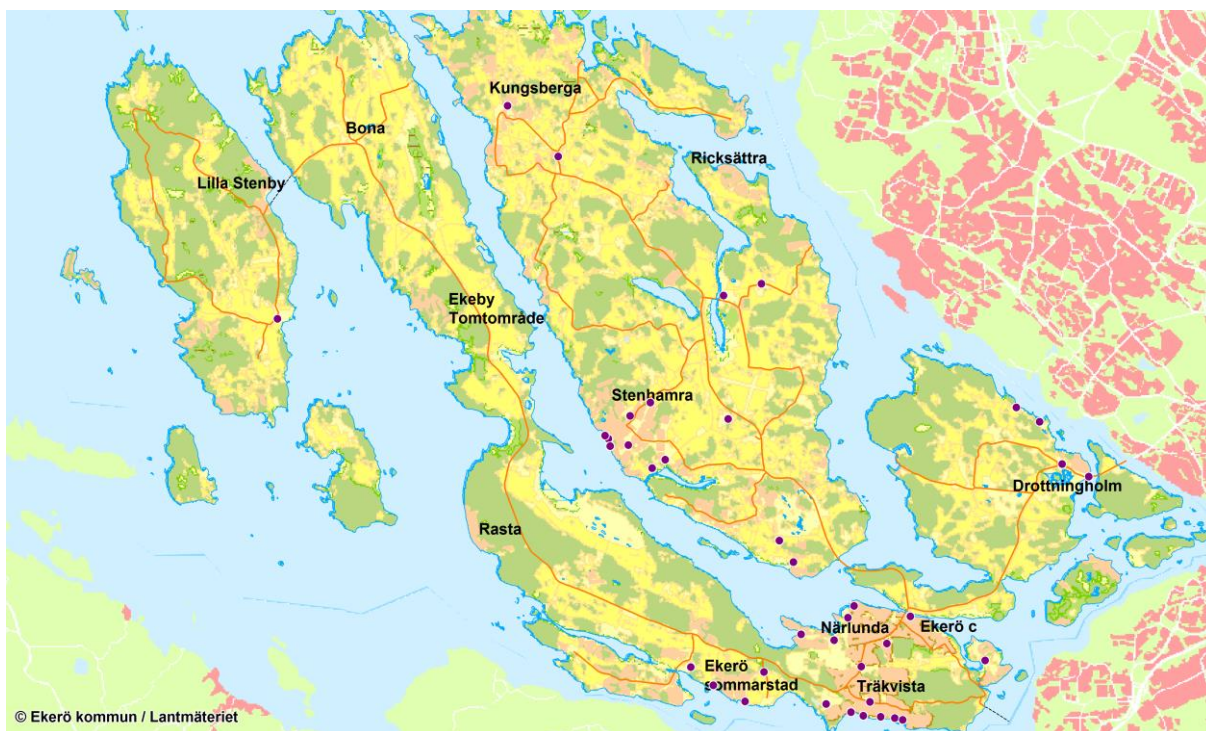 Kungsberga
Bona
Ricksättra
Lilla Stenby
Ekeby
Tomtområde
Stenhamra
Drottningholm
Rasta
Närlunda
Ekerö c
Ekerö
sommarstad
Träkvista
© Ekerö kommun / Lantmäteriet